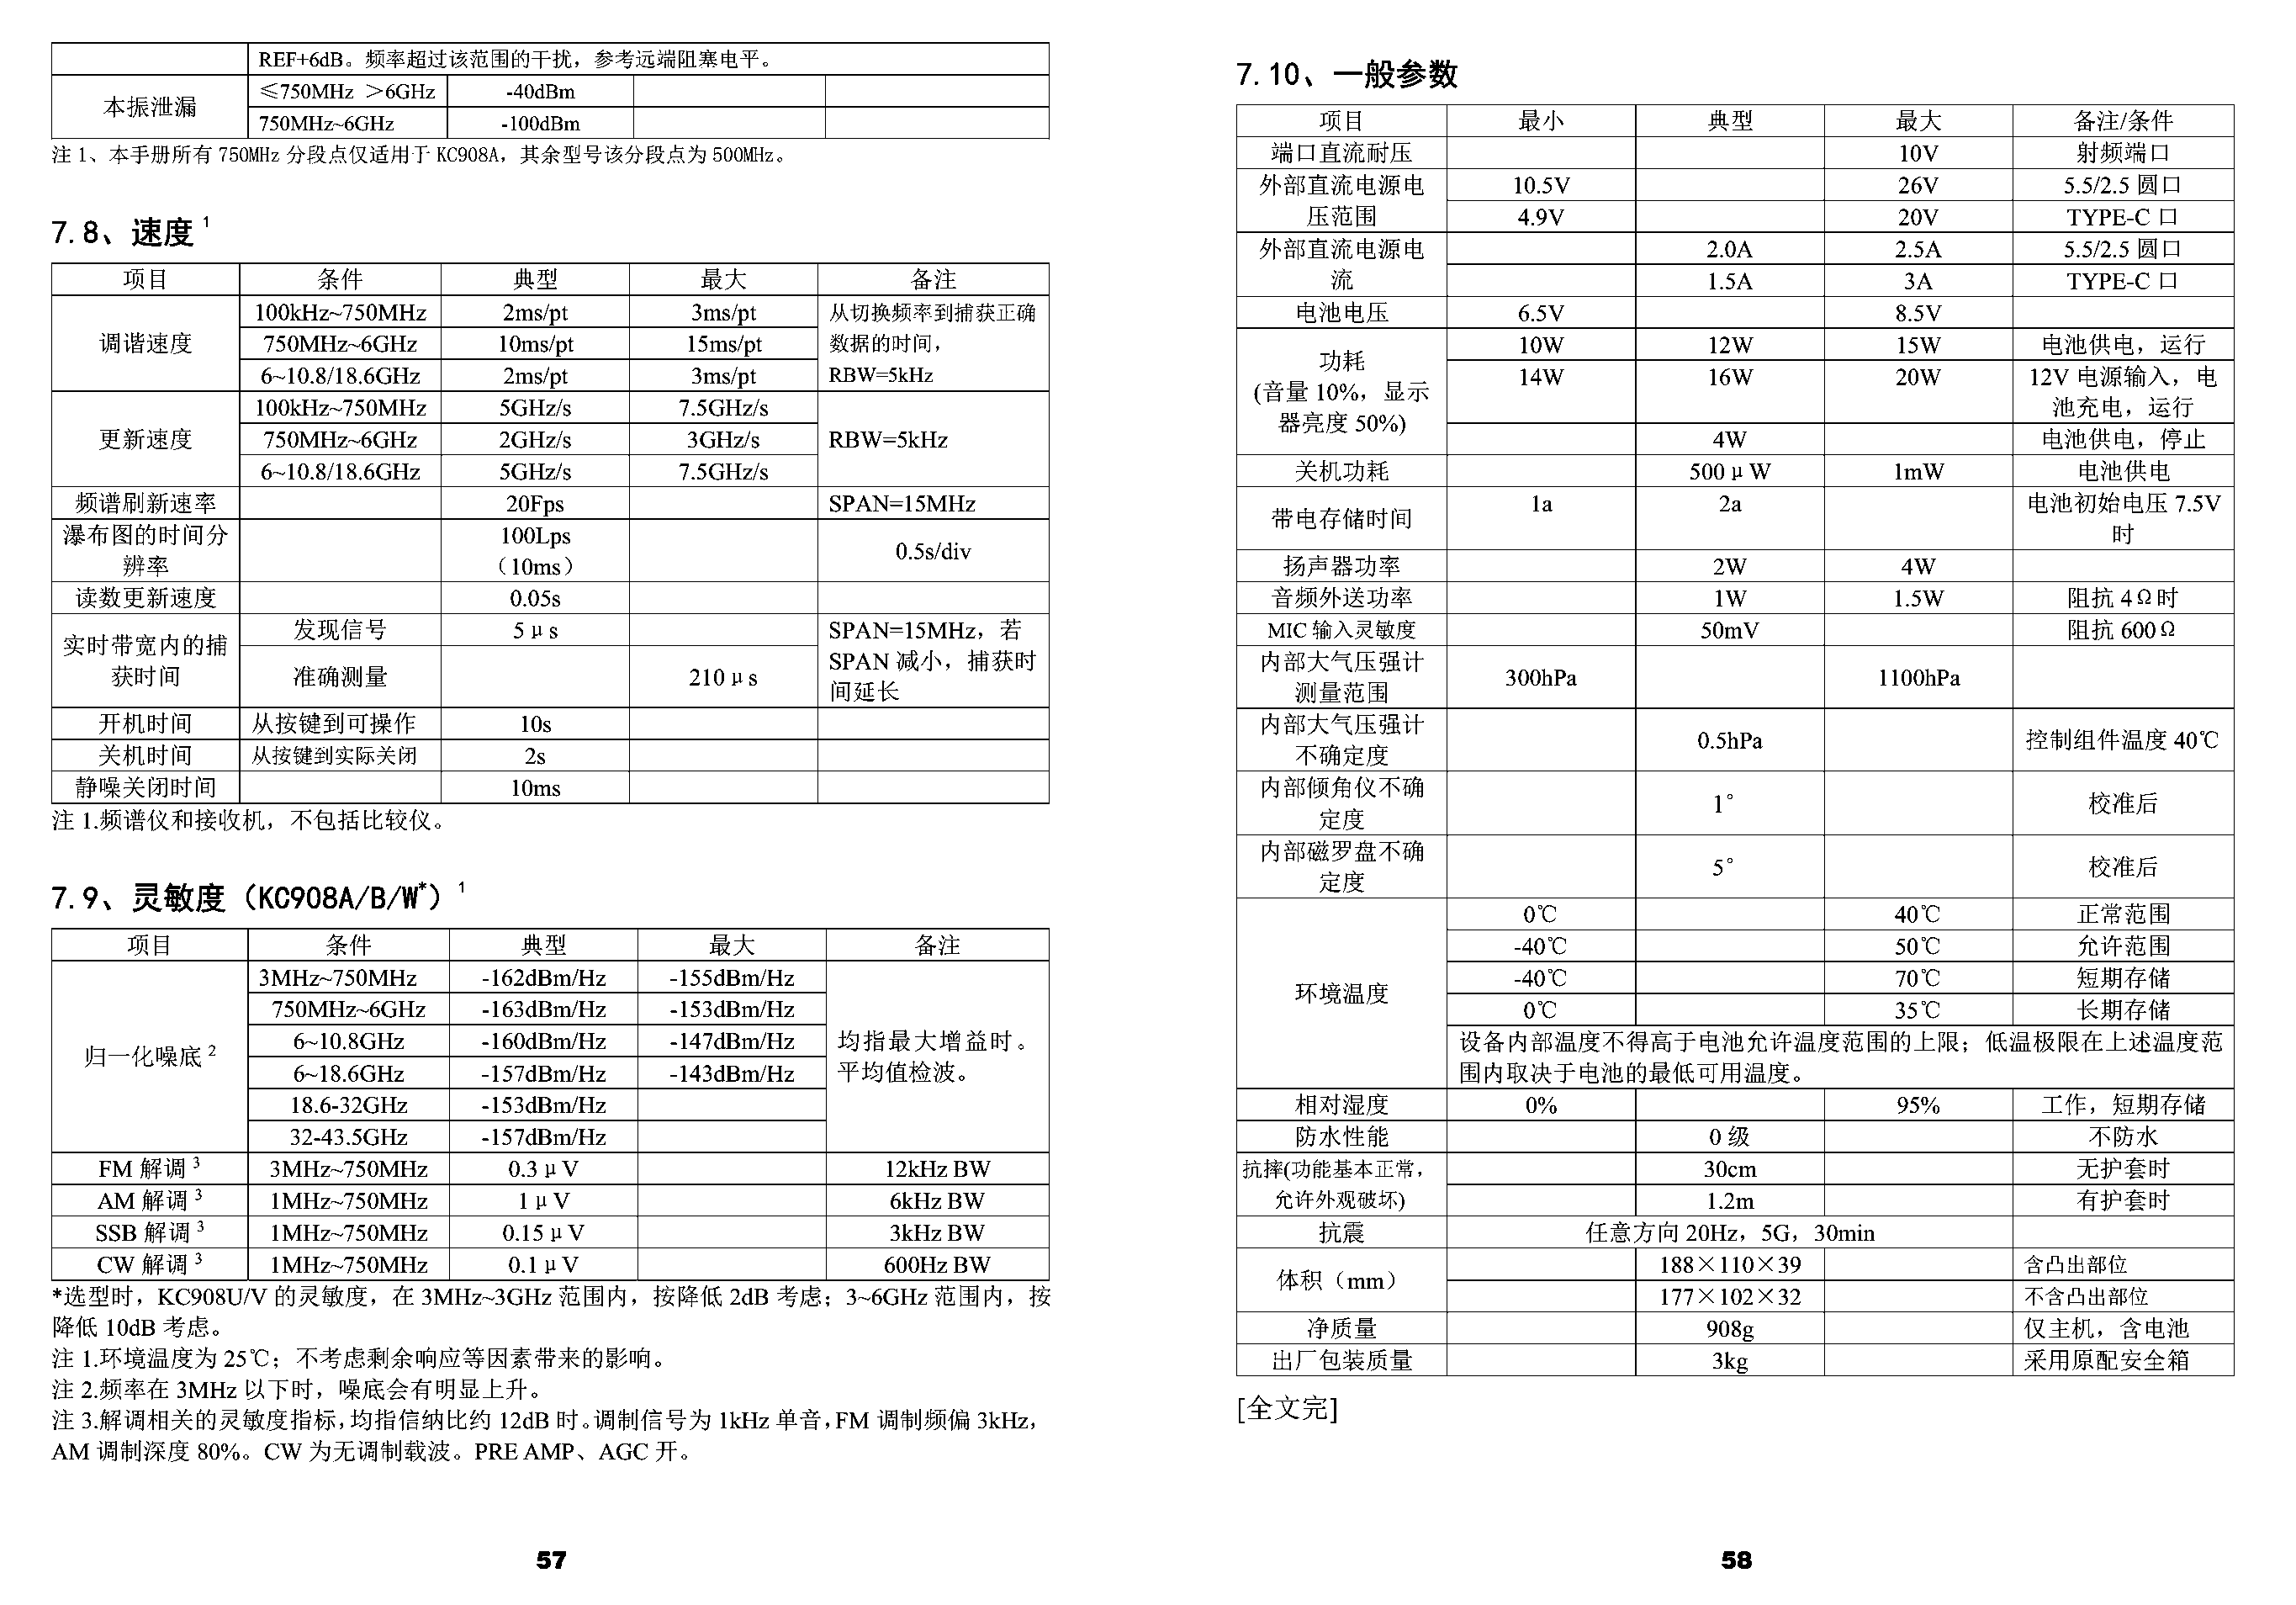 REF+6dB。频率超过该范围的干扰，参考远端阻塞电平。
本振泄漏
≤750MHz >6GHz -40dBm
750MHz~6GHz -100dBm
注 1、本手册所有 750MHz 分段点仅适用于 KC908A，其余型号该分段点为 500MHz。
7.8、速度 1
项目 条件 典型 最大 备注
调谐速度
100kHz~750MHz 2ms/pt 3ms/pt
750MHz~6GHz 10ms/pt 15ms/pt
6~10.8/18.6GHz 2ms/pt 3ms/pt
从切换频率到捕获正确
数据的时间，
RBW=5kHz
更新速度
100kHz~750MHz 5GHz/s 7.5GHz/s
750MHz~6GHz 2GHz/s 3GHz/s
6~10.8/18.6GHz 5GHz/s 7.5GHz/s
RBW=5kHz
频谱刷新速率 20Fps SPAN=15MHz
瀑布图的时间分
辨率
100Lps
（10ms）
0.5s/div
读数更新速度 0.05s
实时带宽内的捕
获时间
发现信号 5μs
准确测量 210μs
SPAN=15MHz，若
SPAN 减小，捕获时
间延长
开机时间 从按键到可操作 10s
关机时间 从按键到实际关闭 2s
静噪关闭时间 10ms
注 1.频谱仪和接收机，不包括比较仪。
7.9、灵敏度（KC908A/B/W*）1
项目 条件 典型 最大 备注
归一化噪底 2
3MHz~750MHz -162dBm/Hz -155dBm/Hz
750MHz~6GHz -163dBm/Hz -153dBm/Hz
6~10.8GHz -160dBm/Hz -147dBm/Hz
6~18.6GHz -157dBm/Hz -143dBm/Hz
18.6-32GHz -153dBm/Hz
32-43.5GHz -157dBm/Hz
均指最大增益时。
平均值检波。
FM 解调 3 3MHz~750MHz 0.3μV 12kHz BW
AM 解调 3 1MHz~750MHz 1μV 6kHz BW
SSB 解调 3 1MHz~750MHz 0.15μV 3kHz BW
CW 解调 3 1MHz~750MHz 0.1μV 600Hz BW
*选型时，KC908U/V 的灵敏度，在 3MHz~3GHz 范围内，按降低 2dB 考虑；3~6GHz 范围内，按
降低 10dB 考虑。
注 1.环境温度为 25℃；不考虑剩余响应等因素带来的影响。
注 2.频率在 3MHz 以下时，噪底会有明显上升。
注 3.解调相关的灵敏度指标，均指信纳比约 12dB 时。调制信号为 1kHz 单音，FM 调制频偏 3kHz，
AM 调制深度 80%。CW 为无调制载波。PRE AMP、AGC 开。
57
7.10、一般参数
项目 最小 典型 最大 备注/条件
端口直流耐压 10V 射频端口
外部直流电源电
压范围
10.5V 26V 5.5/2.5 圆口
4.9V 20V TYPE-C 口
外部直流电源电
流
2.0A 2.5A 5.5/2.5 圆口
1.5A 3A TYPE-C 口
电池电压 6.5V 8.5V
功耗
(音量 10%，显示
器亮度 50%)
10W 12W 15W 电池供电，运行
14W 16W 20W 12V 电源输入，电
池充电，运行
4W 电池供电，停止
关机功耗 500μW 1mW 电池供电
带电存储时间 1a 2a 电池初始电压 7.5V
时
扬声器功率 2W 4W
音频外送功率 1W 1.5W 阻抗 4Ω时
MIC 输入灵敏度 50mV 阻抗 600Ω
内部大气压强计
测量范围
300hPa 1100hPa
内部大气压强计
不确定度
0.5hPa 控制组件温度 40℃
内部倾角仪不确
定度
1° 校准后
内部磁罗盘不确
定度
5° 校准后
环境温度
0℃ 40℃ 正常范围
-40℃ 50℃ 允许范围
-40℃ 70℃ 短期存储
0℃ 35℃ 长期存储
设备内部温度不得高于电池允许温度范围的上限；低温极限在上述温度范
围内取决于电池的最低可用温度。
相对湿度 0% 95% 工作，短期存储
防水性能 0 级 不防水
抗摔(功能基本正常，
允许外观破坏)
30cm 无护套时
1.2m 有护套时
抗震 任意方向 20Hz，5G，30min
体积（mm）
188×110×39 含凸出部位
177×102×32 不含凸出部位
净质量 908g 仅主机，含电池
出厂包装质量 3kg 采用原配安全箱
[全文完]
58